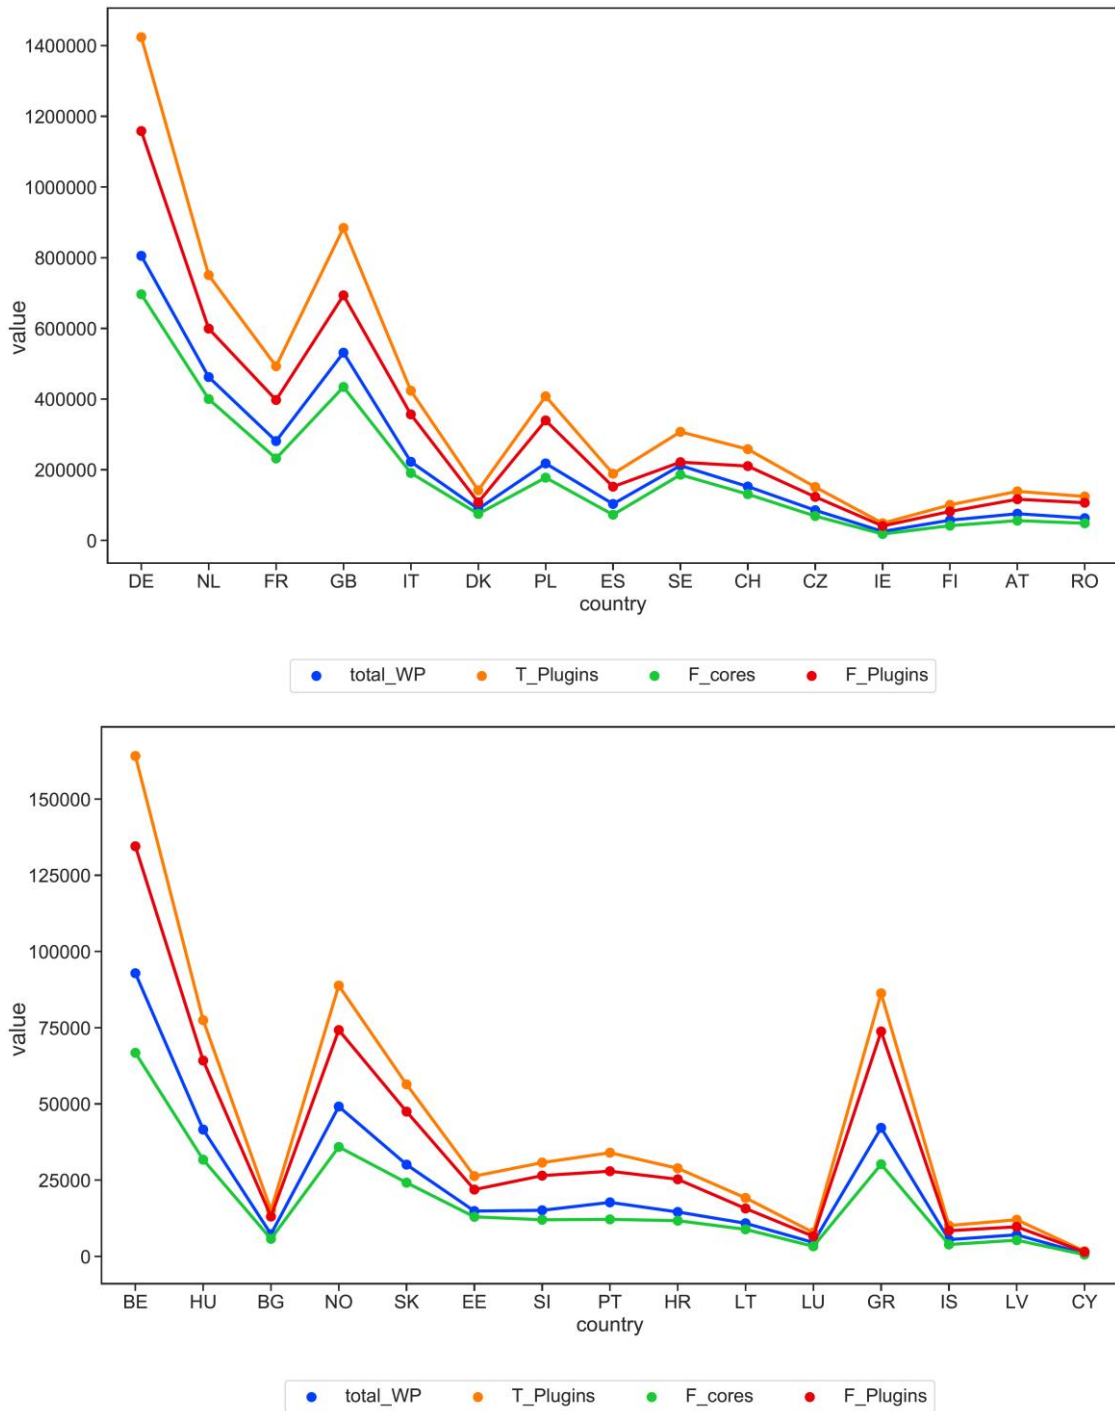 1400000
1200000
1000000
800000
600000
400000
200000
0
value
DE NL FR GB IT DK PL ES SE CH CZ IE FI AT RO
country
total_WP T_Plugins F_cores F_Plugins
150000
125000
100000
75000
50000
25000
0
value
BE HU BG NO SK EE SI PT HR LT LU GR IS LV CY
country
total_WP T_Plugins F_cores F_Plugins